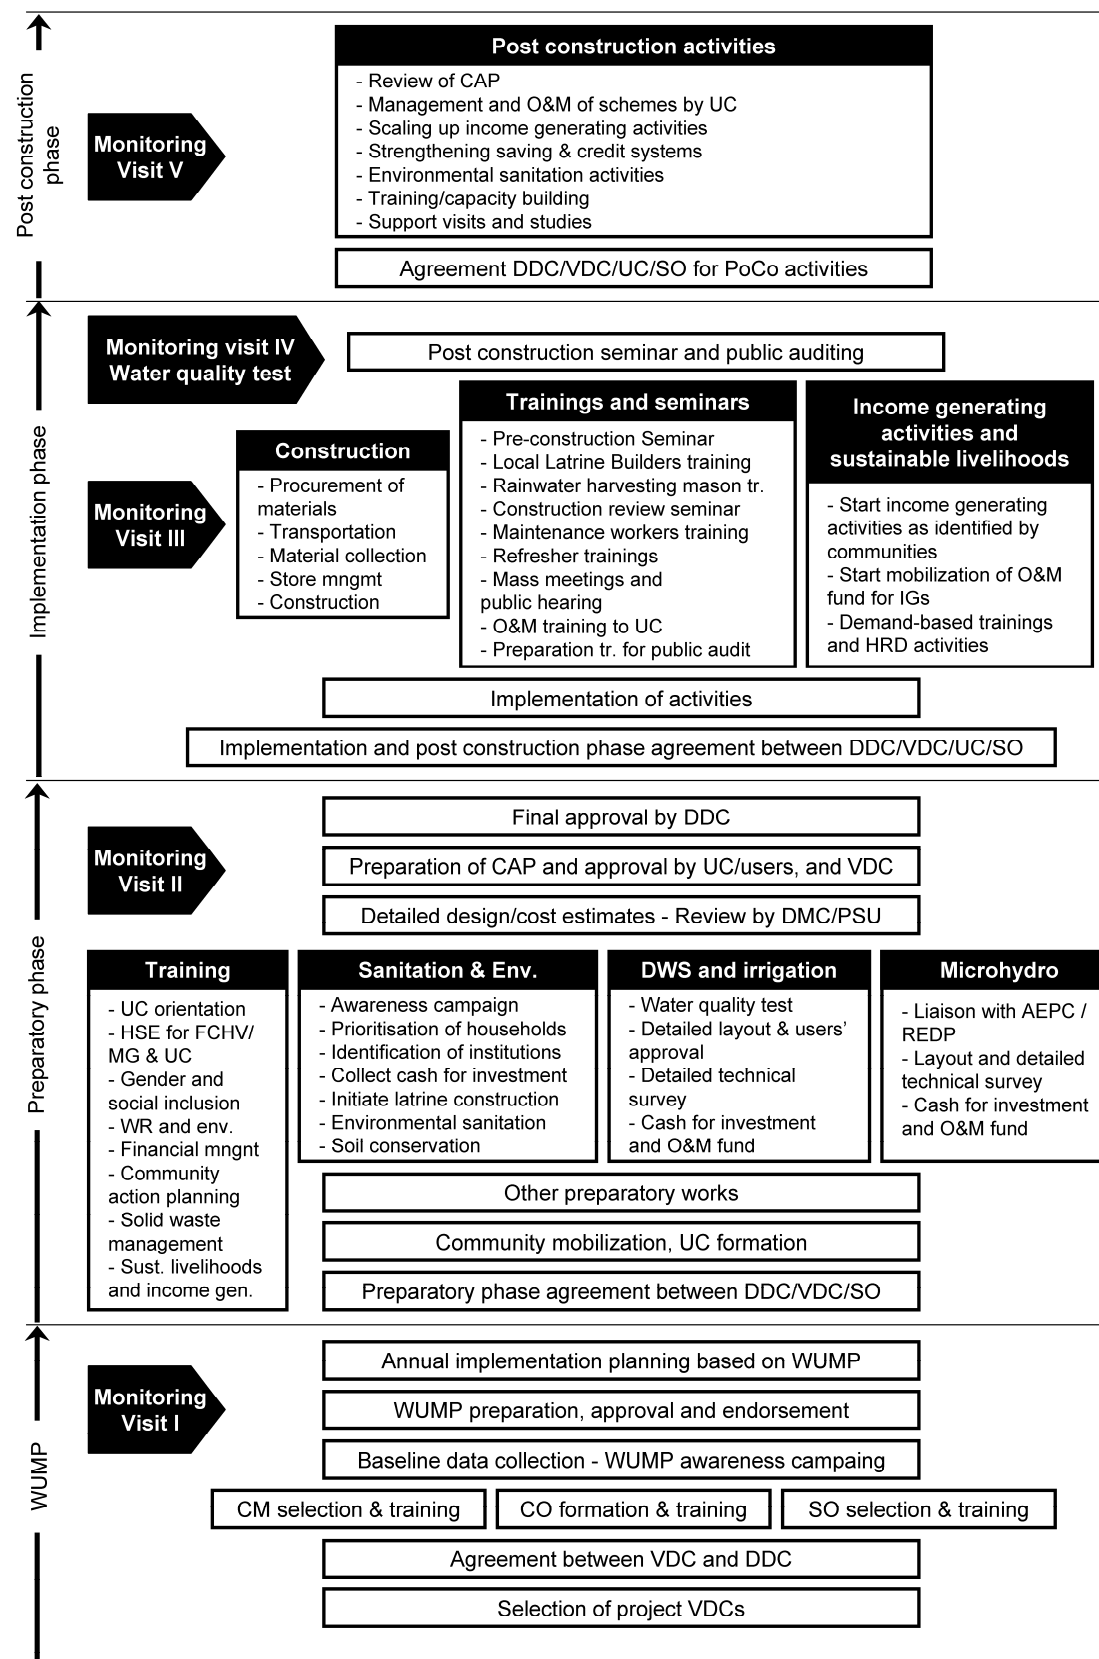 Post construction phase
Monitoring
Visit V
Post construction activities
- Review of CAP
- Management and O&M of schemes by UC
- Scaling up income generating activities
- Strengthening saving & credit systems
- Environmental sanitation activities
- Training/capacity building
- Support visits and studies
Agreement DDC/VDC/UC/SO for PoCo activities
Implementation phase
Monitoring visit IV
Water quality test
Post construction seminar and public auditing
Monitoring
Visit III
Construction
- Procurement of
materials
- Transportation
- Material collection
- Store mngmt
- Construction
Trainings and seminars
- Pre-construction Seminar
- Local Latrine Builders training
- Rainwater harvesting mason tr.
- Construction review seminar
- Maintenance workers training
- Refresher trainings
- Mass meetings and
public hearing
- O&M training to UC
- Preparation tr. for public audit
Income generating
activities and
sustainable livelihoods
- Start income generating
activities as identified by
communities
- Start mobilization of O&M
fund for IGs
- Demand-based trainings
and HRD activities
Implementation of activities
Implementation and post construction phase agreement between DDC/VDC/UC/SO
Preparatory phase
Monitoring
Visit II
Final approval by DDC
Preparation of CAP and approval by UC/users, and VDC
Detailed design/cost estimates - Review by DMC/PSU
Training
- UC orientation
- HSE for FCHV/
MG & UC
- Gender and
social inclusion
- WR and env.
- Financial mngnt
- Community
action planning
- Solid waste
management
- Sust. livelihoods
and income gen.
Sanitation & Env.
- Awareness campaign
- Prioritisation of households
- Identification of institutions
- Collect cash for investment
- Initiate latrine construction
- Environmental sanitation
- Soil conservation
DWS and irrigation
- Water quality test
- Detailed layout & users'
approval
- Detailed technical
survey
- Cash for investment
and O&M fund
Microhydro
- Liaison with AEPC /
REDP
- Layout and detailed
technical survey
- Cash for investment
and O&M fund
Other preparatory works
Community mobilization, UC formation
Preparatory phase agreement between DDC/VDC/SO
WUMP
Monitoring
Visit I
Annual implementation planning based on WUMP
WUMP preparation, approval and endorsement
Baseline data collection - WUMP awareness campaing
CM selection & training
CO formation & training
SO selection & training
Agreement between VDC and DDC
Selection of project VDCs